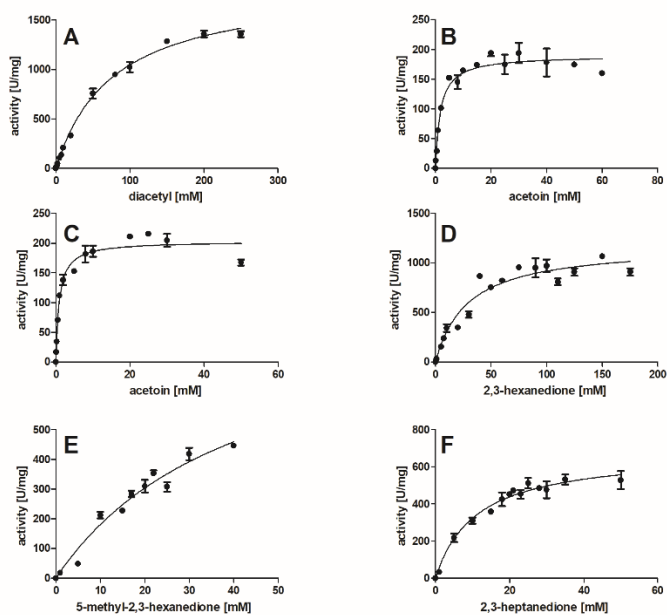 A
activity [U/mg]
1500
1000
500
0
0 100 200 300
diacetyl [mM]
B
activity [U/mg]
250
200
150
100
50
0
0 20 40 60 80
acetoin [mM]
C
activity [U/mg]
250
200
150
100
50
0
0 20 40 60
acetoin [mM]
D
activity [U/mg]
1500
1000
500
0
0 50 100 150 200
2,3-hexanedione [mM]
E
activity [U/mg]
500
400
300
200
100
0
0 10 20 30 40 50
5-methyl-2,3-hexanedione [mM]
F
activity [U/mg]
800
600
400
200
0
0 20 40 60
2,3-heptanedione [mM]